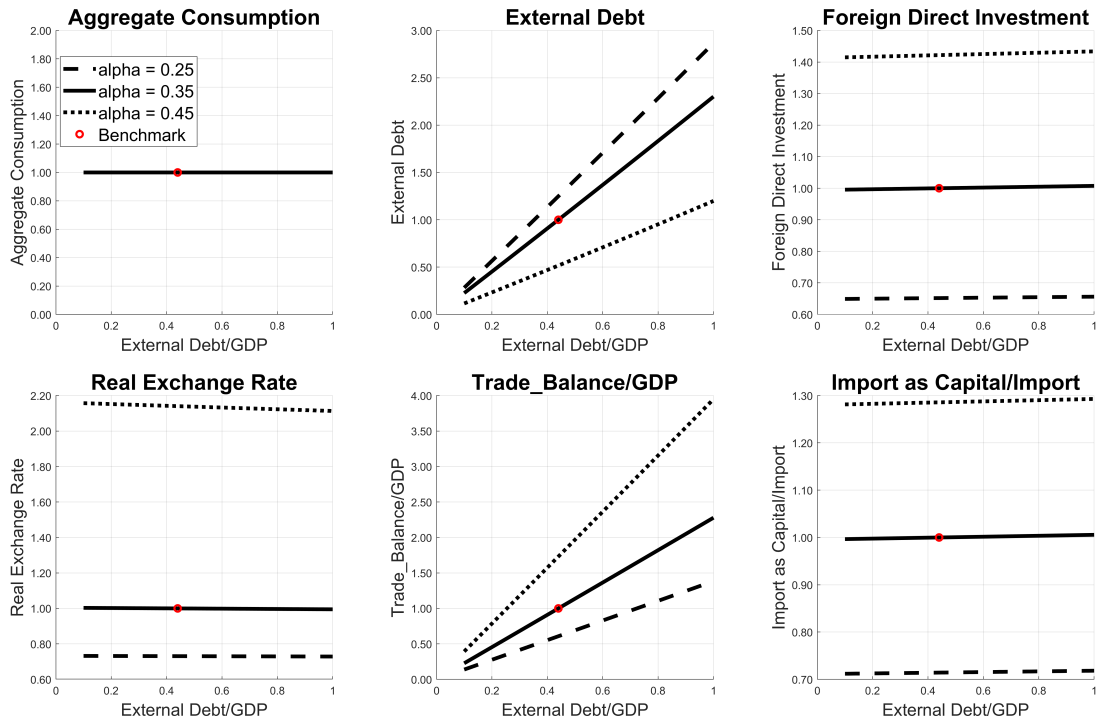 Aggregate Consumption
2.00
1.80
1.60
1.40
1.20
1.00
0.80
0.60
0.40
0.20
0.00
Aggregate Consumption
alpha = 0.25
alpha = 0.35
alpha = 0.45
Benchmark
0 0.2 0.4 0.6 0.8 1
External Debt/GDP
External Debt
3.00
2.50
2.00
1.50
1.00
0.50
0.00
External Debt
0 0.2 0.4 0.6 0.8 1
External Debt/GDP
Foreign Direct Investment
1.50
1.40
1.30
1.20
1.10
1.00
0.90
0.80
0.70
0.60
Foreign Direct Investment
0 0.2 0.4 0.6 0.8 1
External Debt/GDP
Real Exchange Rate
2.20
2.00
1.80
1.60
1.40
1.20
1.00
0.80
0.60
Real Exchange Rate
0 0.2 0.4 0.6 0.8 1
External Debt/GDP
Trade_Balance/GDP
4.00
3.50
3.00
2.50
2.00
1.50
1.00
0.50
0.00
Trade_Balance/GDP
0 0.2 0.4 0.6 0.8 1
External Debt/GDP
Import as Capital/Import
1.30
1.20
1.10
1.00
0.90
0.80
0.70
Import as Capital/Import
0 0.2 0.4 0.6 0.8 1
External Debt/GDP